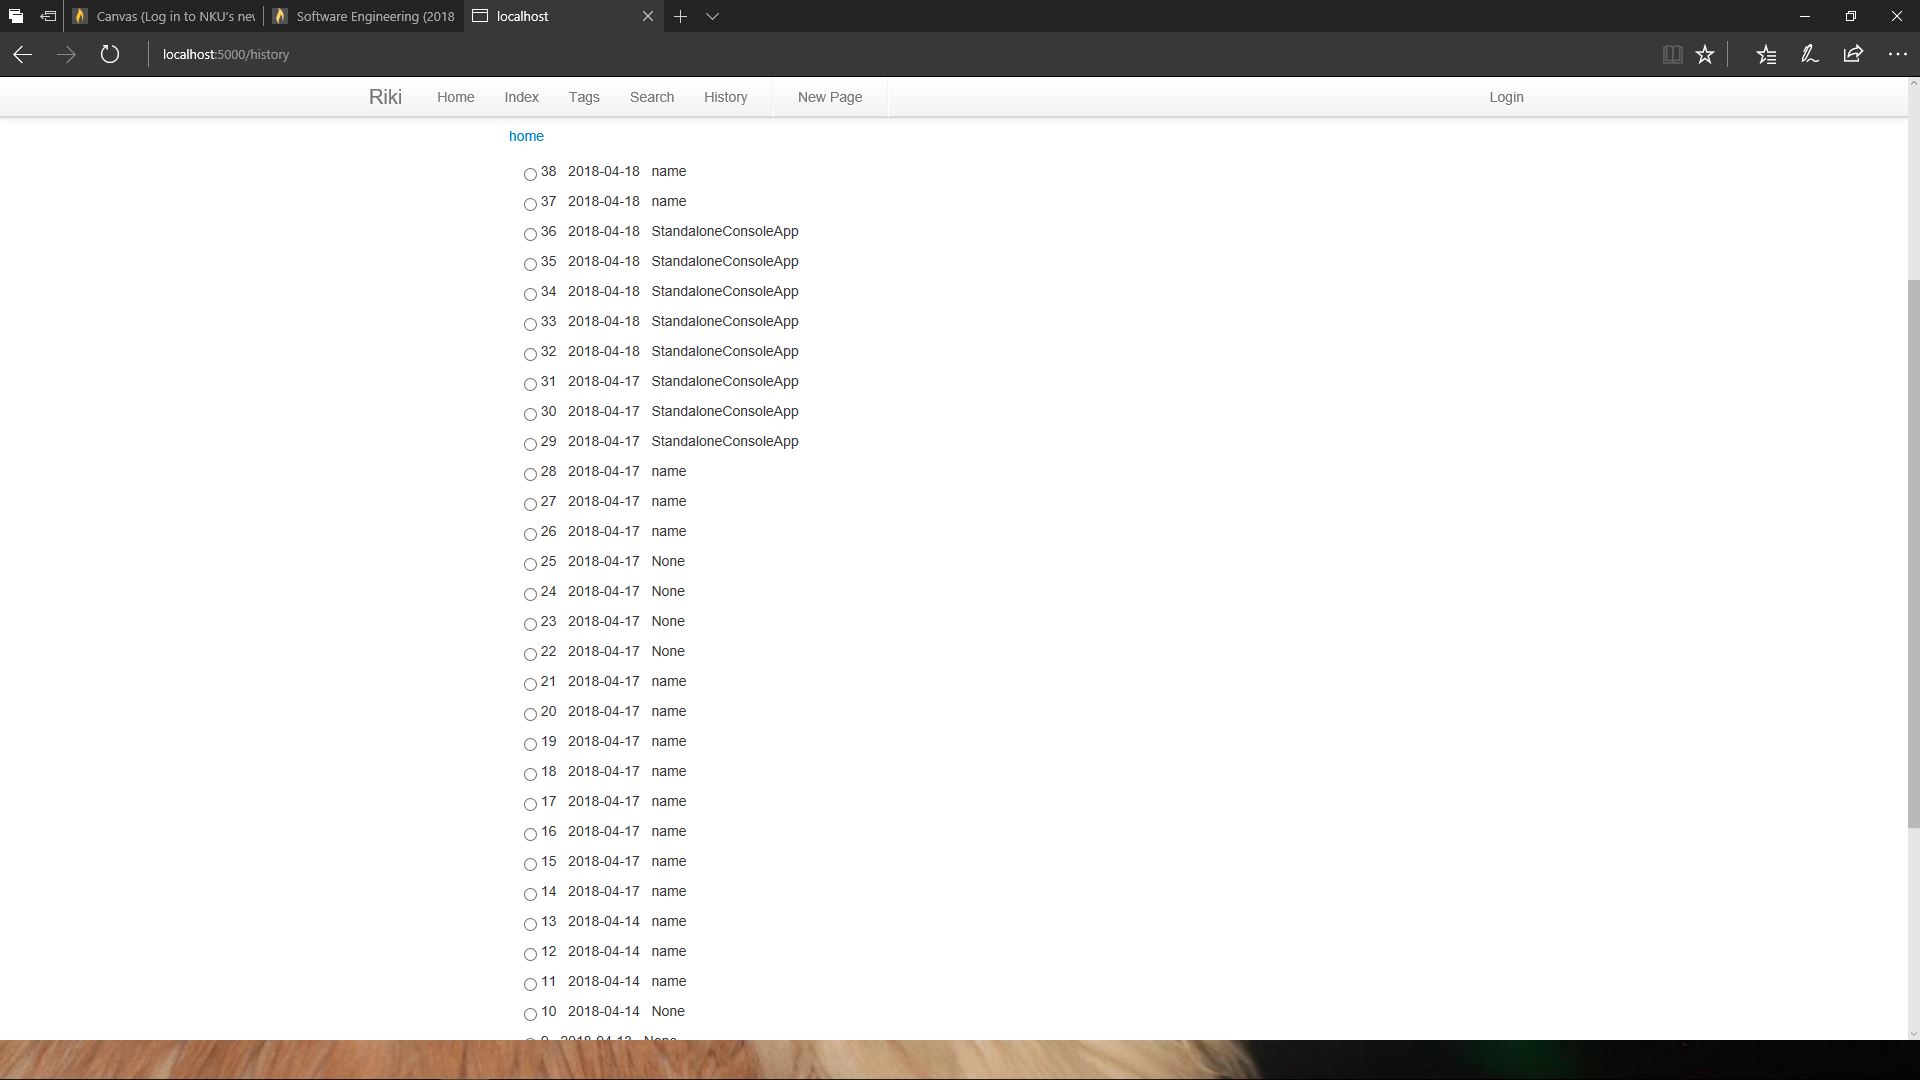 Canvas (Log in to NKU's nev
Software Engineering (2018
localhost
localhost:5000/history
Riki Home Index Tags Search History New Page Login
home
38 2018-04-18 name
37 2018-04-18 name
36 2018-04-18 StandaloneConsoleApp
35 2018-04-18 StandaloneConsoleApp
34 2018-04-18 StandaloneConsoleApp
33 2018-04-18 StandaloneConsoleApp
32 2018-04-18 StandaloneConsoleApp
31 2018-04-17 StandaloneConsoleApp
30 2018-04-17 StandaloneConsoleApp
29 2018-04-17 StandaloneConsoleApp
28 2018-04-17 name
27 2018-04-17 name
26 2018-04-17 name
25 2018-04-17 None
24 2018-04-17 None
23 2018-04-17 None
22 2018-04-17 None
21 2018-04-17 name
20 2018-04-17 name
19 2018-04-17 name
18 2018-04-17 name
17 2018-04-17 name
16 2018-04-17 name
15 2018-04-17 name
14 2018-04-17 name
13 2018-04-14 name
12 2018-04-14 name
11 2018-04-14 name
10 2018-04-14 None
9 2018-04-13 None